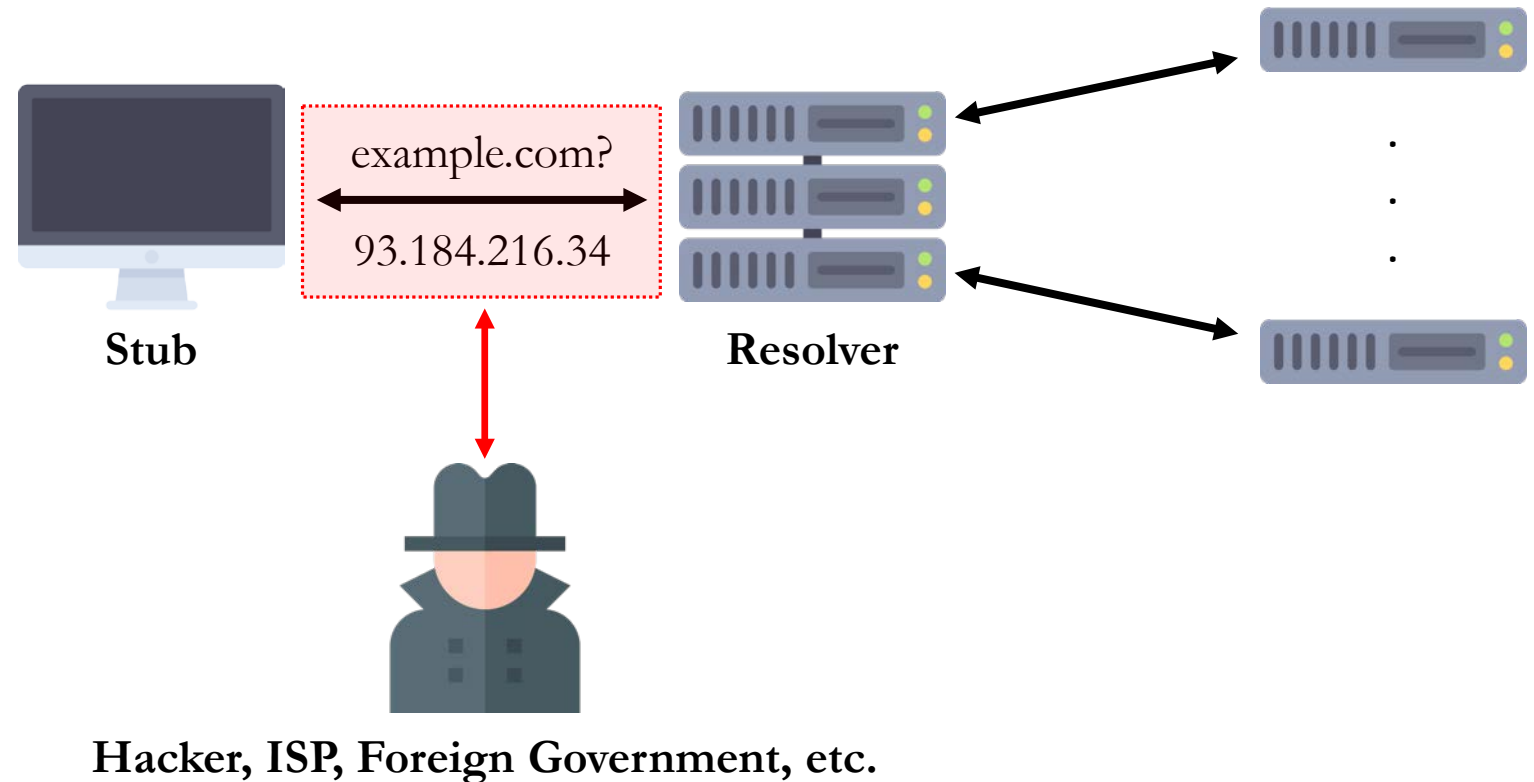 example.com?
93.184.216.34
Stub
Resolver
.
.
.
Hacker, ISP, Foreign Government, etc.